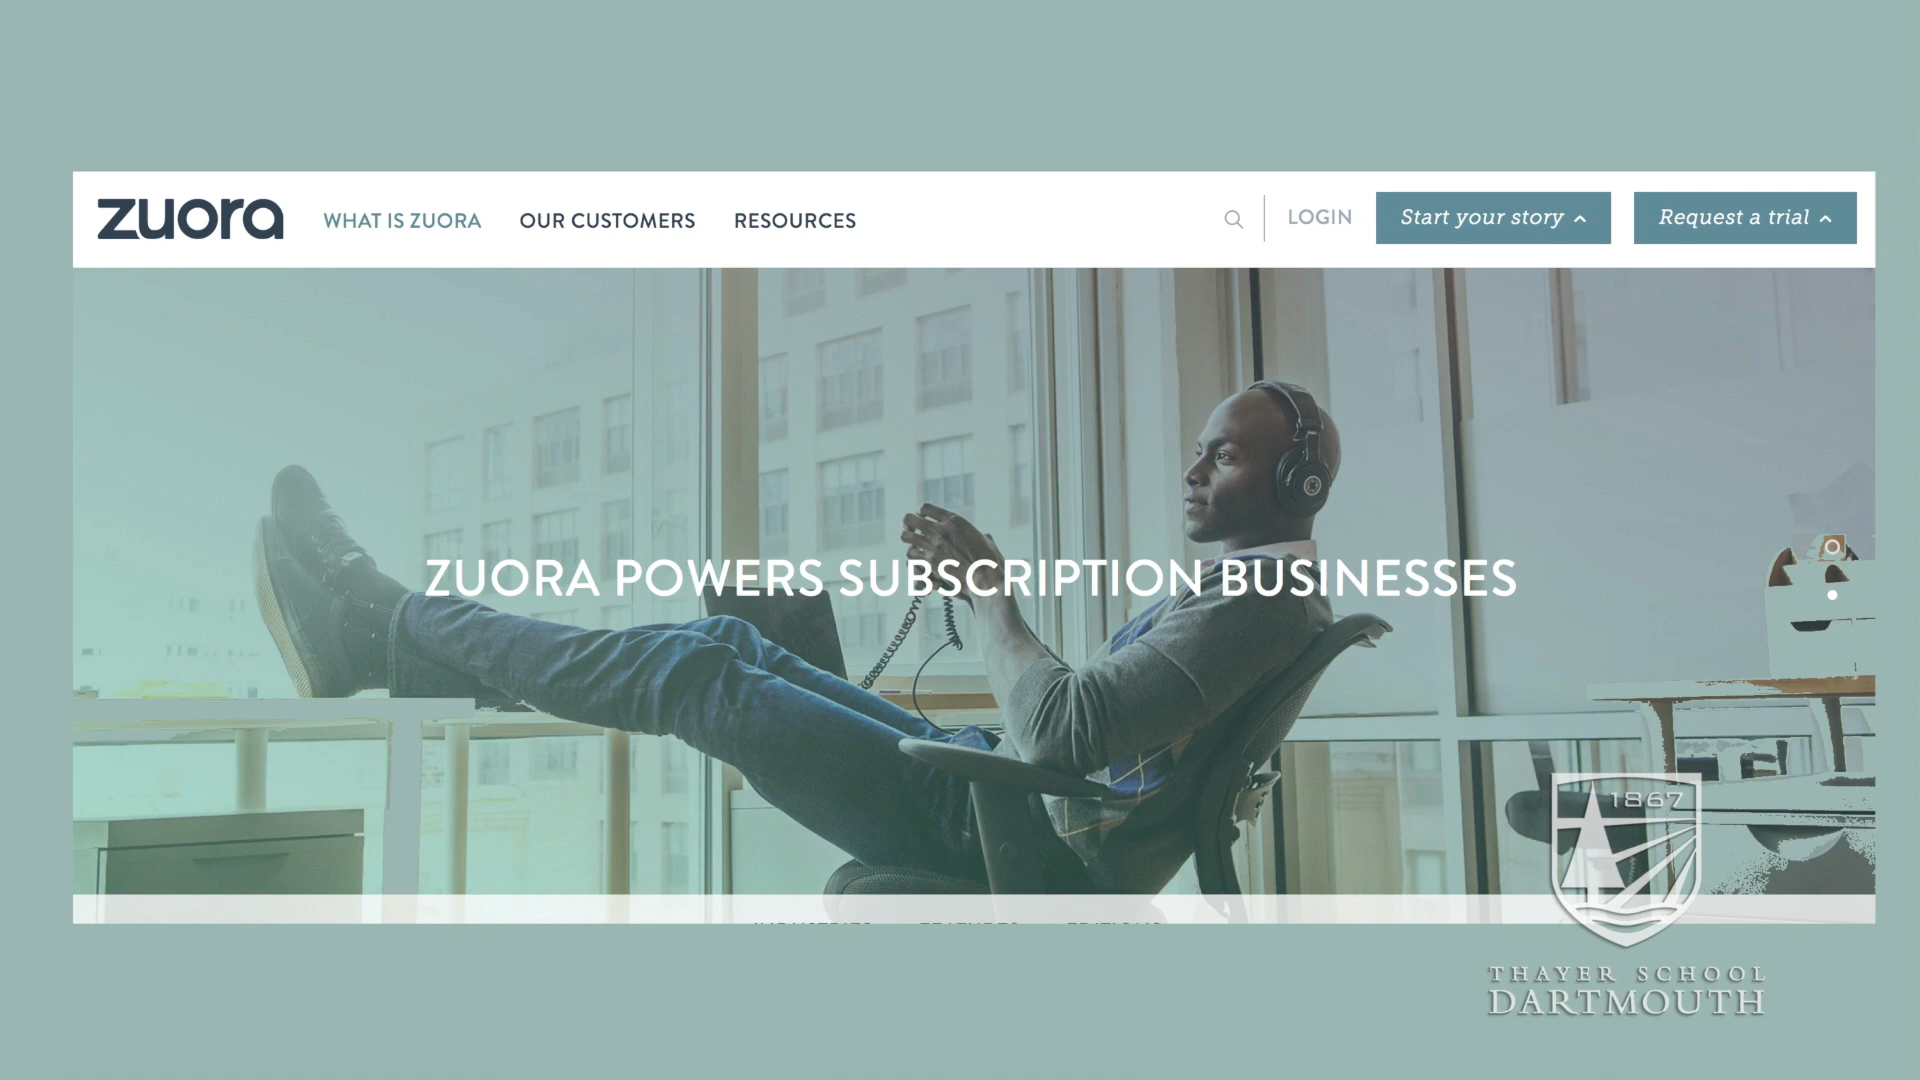 zuora
WHAT IS ZUORA
OUR CUSTOMERS
RESOURCES
LOGIN
Start your story
Request a trial
ZUORA POWERS SUBSCRIPTION BUSINESSES
1867
THAYER SCHOOL
DARTMOUTH